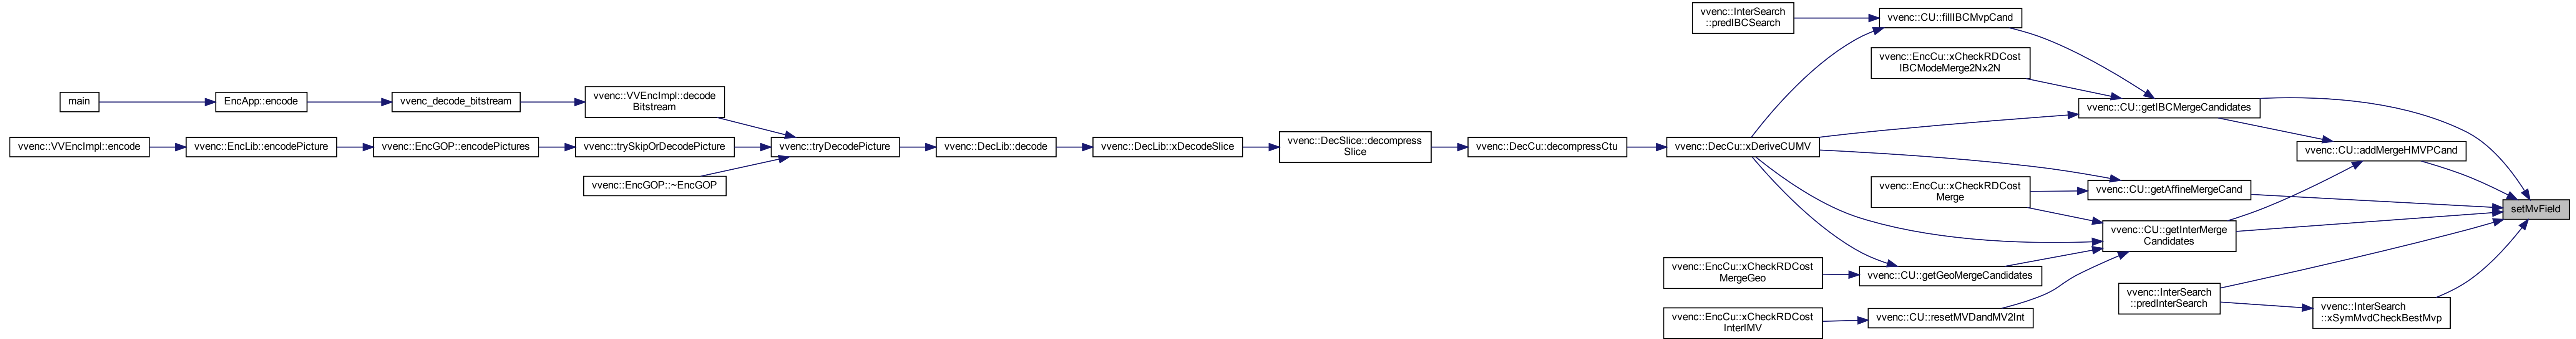 main
vvenc::VVEncImpl::encode
EncApp::encode
vvenc::EncLib::encodePicture
vvenc_decode_bitstream
vvenc::EncGOP::encodePictures
vvenc::VVEncImpl::decode
Bitstream
vvenc::trySkipOrDecodePicture
vvenc::EncGOP::~EncGOP
vvenc::tryDecodePicture
vvenc::DecLib::decode
vvenc::DecLib::xDecodeSlice
vvenc::DecSlice::decompress
Slice
vvenc::DecCu::decompressCtu
vvenc::InterSearch
::predIBCSearch
vvenc::DecCu::xDeriveCUMV
vvenc::EncCu::xCheckRDCost
MergeGeo
vvenc::EncCu::xCheckRDCost
InterIMV
vvenc::CU::fillIBCMvpCand
vvenc::EncCu::xCheckRDCost
IBCModeMerge2Nx2N
vvenc::EncCu::xCheckRDCost
Merge
vvenc::CU::getGeoMergeCandidates
vvenc::CU::resetMVDandMV2Int
vvenc::CU::getIBCMergeCandidates
vvenc::CU::getAffineMergeCand
vvenc::CU::getInterMerge
Candidates
vvenc::InterSearch
::predInterSearch
vvenc::CU::addMergeHMVPCand
vvenc::InterSearch
::xSymMvdCheckBestMvp
setMvField